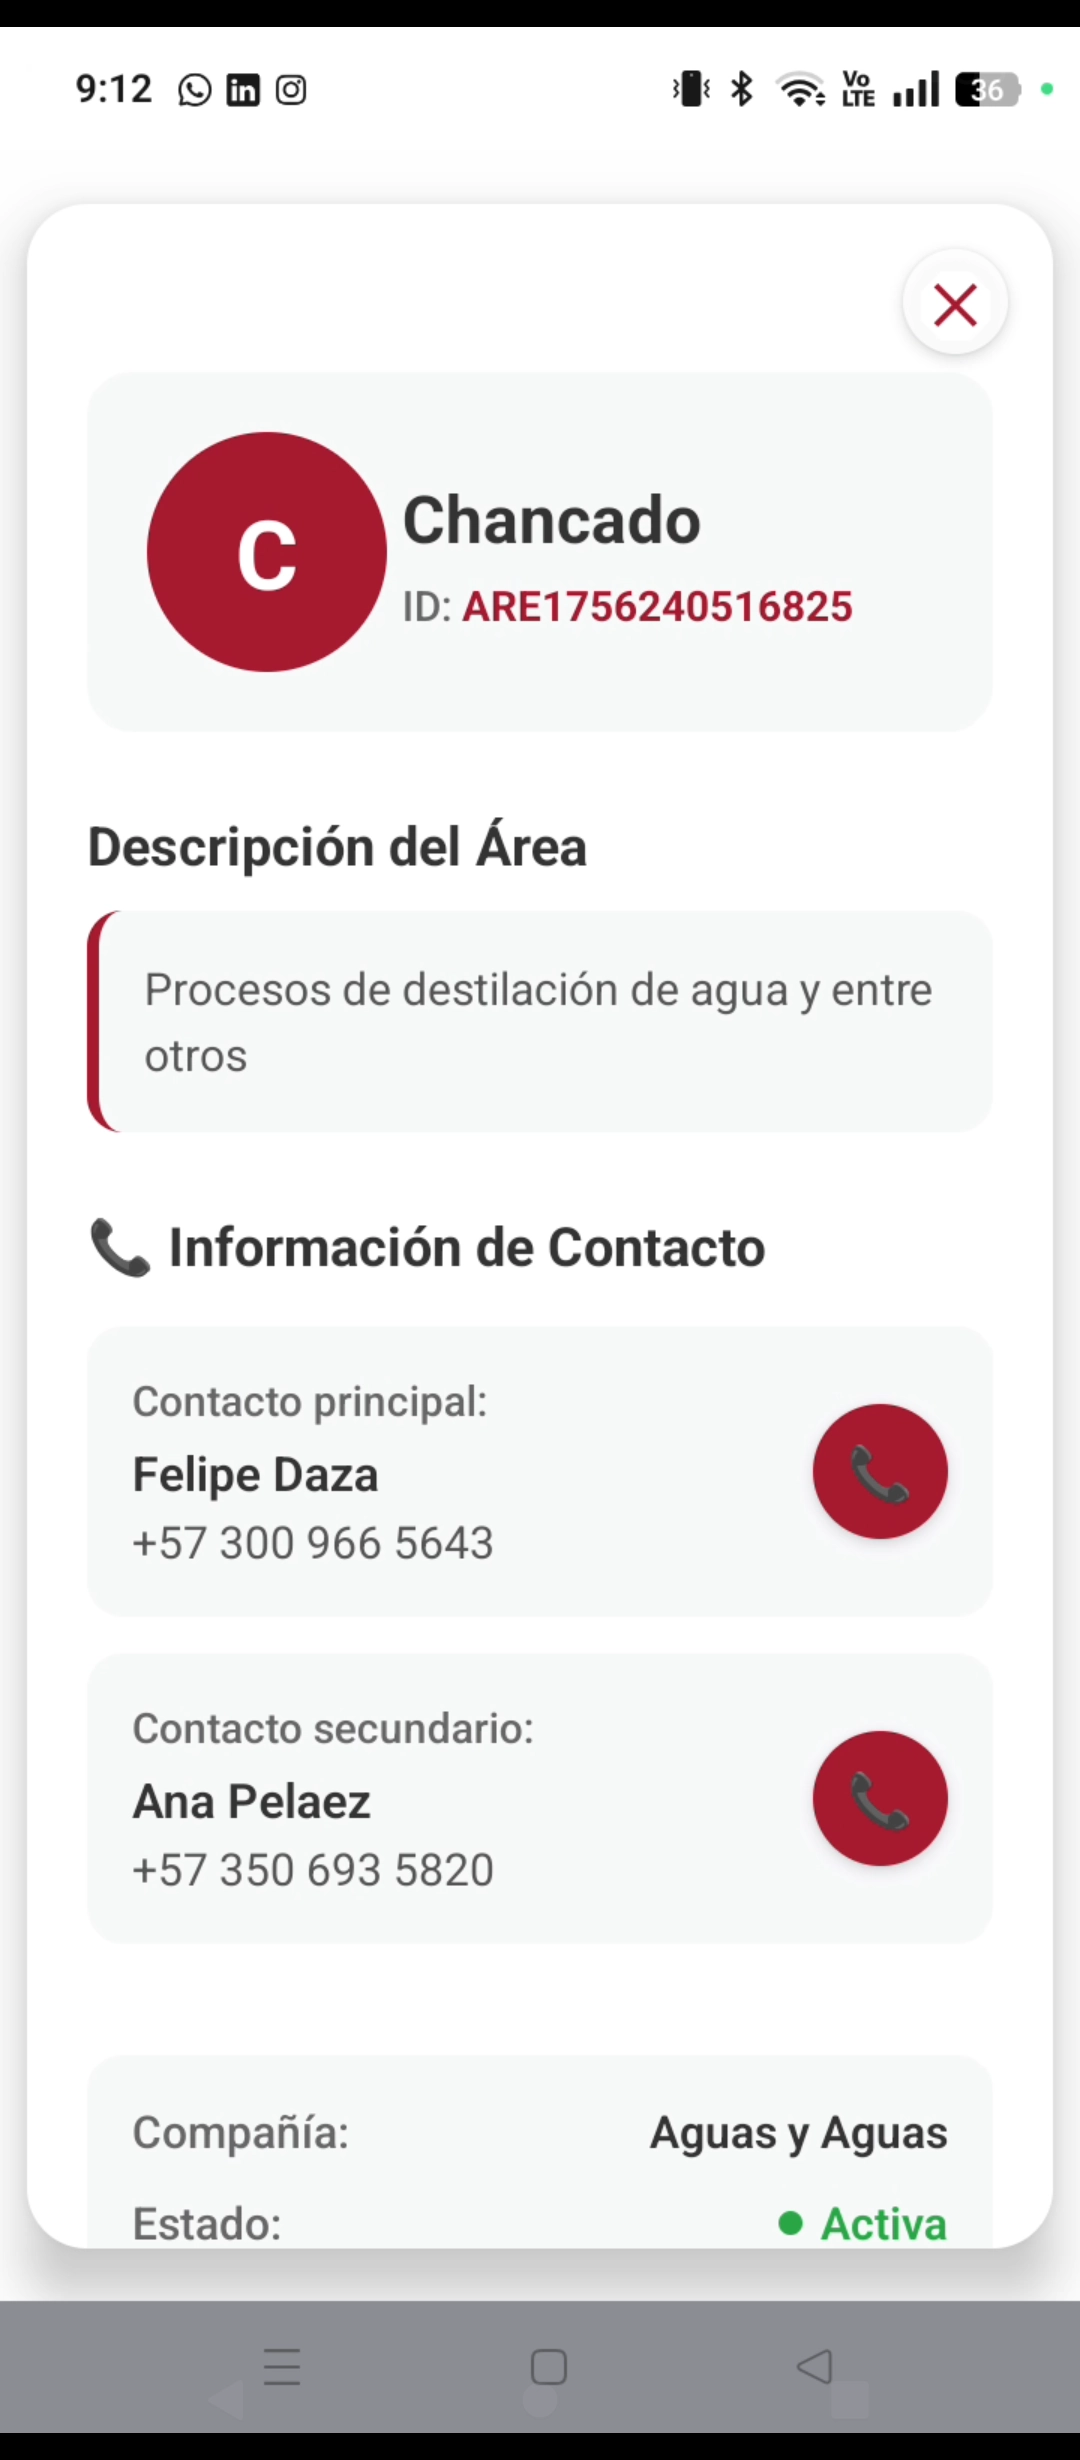 9:12
Vo
LTE
36
C
Chancado
ID: ARE1756240516825
Descripción del Área
Procesos de destilación de agua y entre
otros
Información de Contacto
Contacto principal:
Felipe Daza
+57 300 966 5643
Contacto secundario:
Ana Pelaez
+57 350 693 5820
Compañía: Aguas y Aguas
Estado: Activa